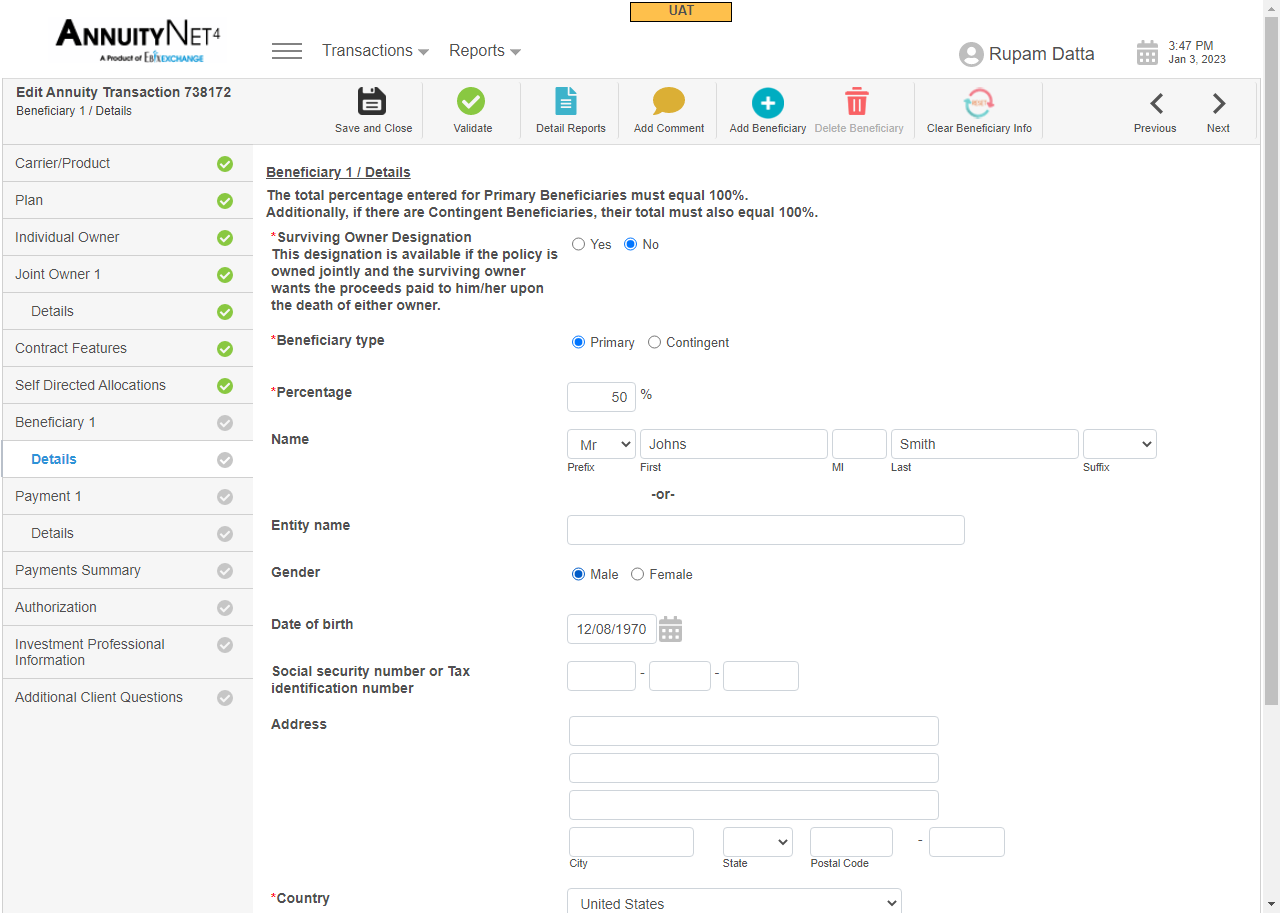 UAT
ANNUITYNET4
A Product of EBIXEXCHANGE
Transactions
Reports
Rupam Datta
3:47 PM
Jan 3, 2023
Edit Annuity Transaction 738172
Beneficiary 1 / Details
Save and Close
Validate
Detail Reports
Add Comment
Add Beneficiary
Delete Beneficiary
RESET
Clear Beneficiary Info
Previous
Next
Carrier/Product
Plan
Individual Owner
Joint Owner 1
Details
Contract Features
Self Directed Allocations
Beneficiary 1
Details
Payment 1
Details
Payments Summary
Authorization
Investment Professional
Information
Additional Client Questions
Beneficiary 1 / Details
The total percentage entered for Primary Beneficiaries must equal 100%.
Additionally, if there are Contingent Beneficiaries, their total must also equal 100%.
*Surviving Owner Designation
This designation is available if the policy is
owned jointly and the surviving owner
wants the proceeds paid to him/her upon
the death of either owner.
Yes No
*Beneficiary type
Primary Contingent
*Percentage
50 %
Name
Mr Johns Smith
Prefix First MI Last Suffix
-or-
Entity name
Gender
Male Female
Date of birth
12/08/1970
Social security number or Tax
identification number
- -
Address
-
City State Postal Code
*Country
United States